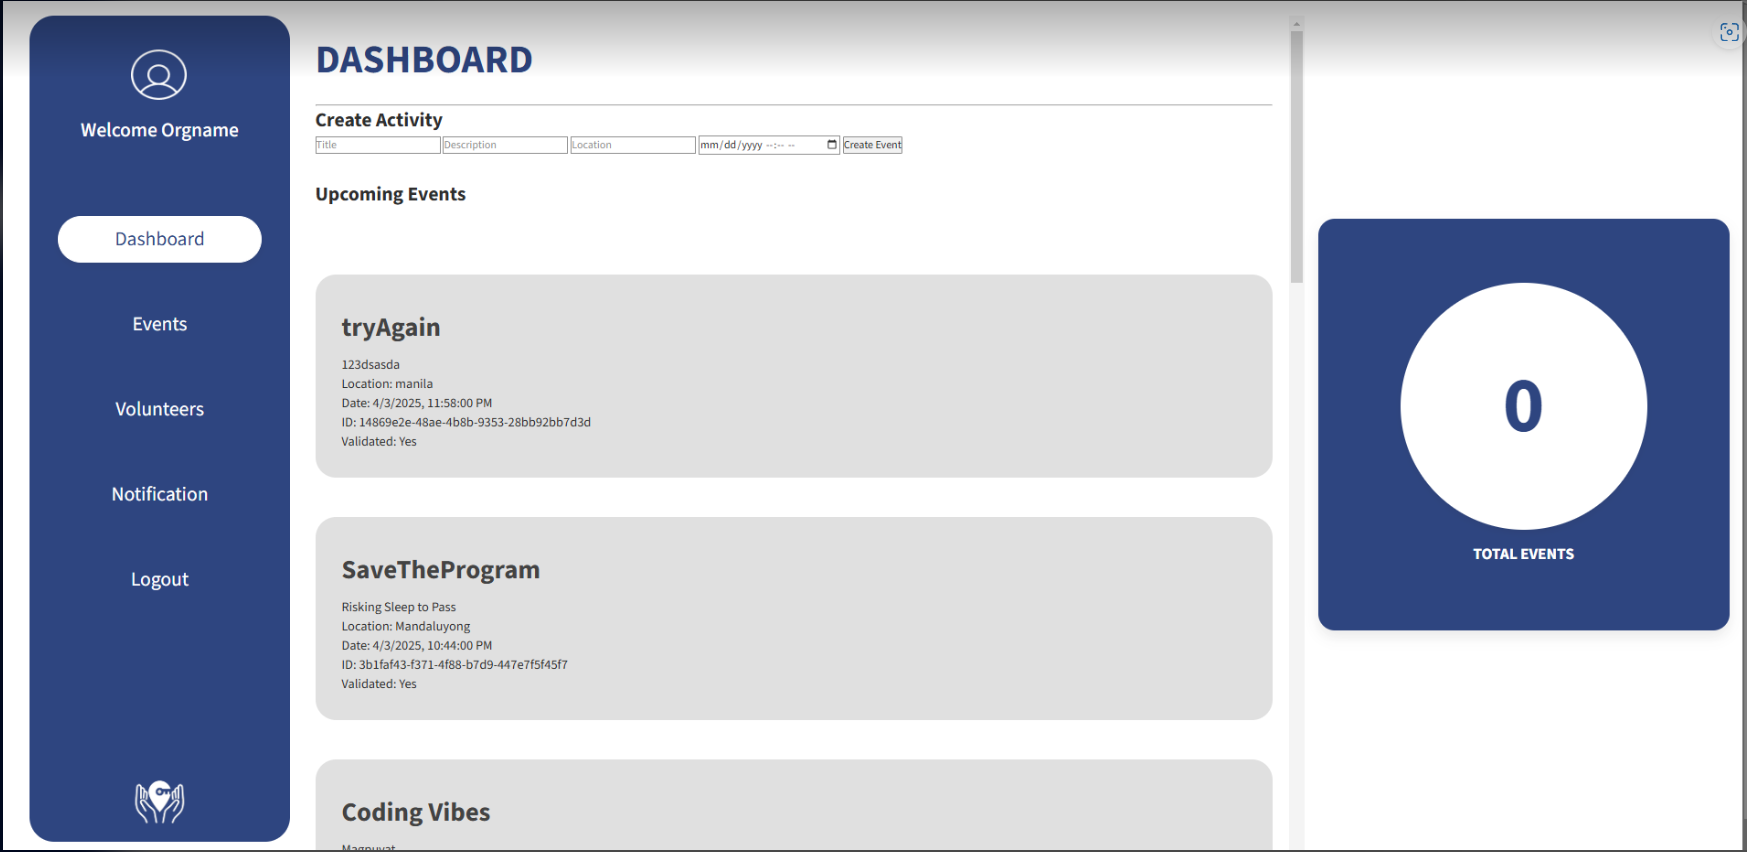 Welcome Orgname
Dashboard
Events
Volunteers
Notification
Logout
DASHBOARD
Create Activity
Title Description Location mm/dd/yyyy --:-- -- Create Event
Upcoming Events
tryAgain
123dsasda
Location: manila
Date: 4/3/2025, 11:58:00 PM
ID: 14869e2e-48ae-4b8b-9353-28bb92bb7d3d
Validated: Yes
SaveTheProgram
Risking Sleep to Pass
Location: Mandaluyong
Date: 4/3/2025, 10:44:00 PM
ID: 3b1faf43-f371-4f88-b7d9-447e7f5f45f7
Validated: Yes
Coding Vibes
0
TOTAL EVENTS